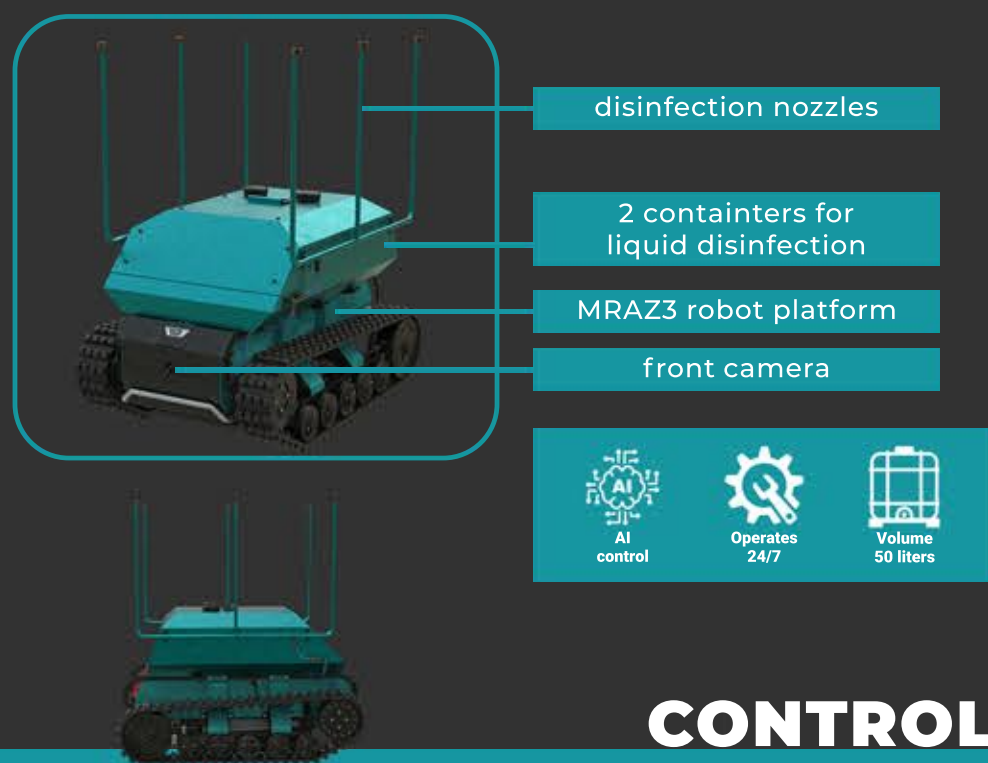 disinfection nozzles
2 containters for
liquid disinfection
MRAZ3 robot platform
front camera
AI
AI
control
Operates
24/7
Volume
50 liters
CONTROL